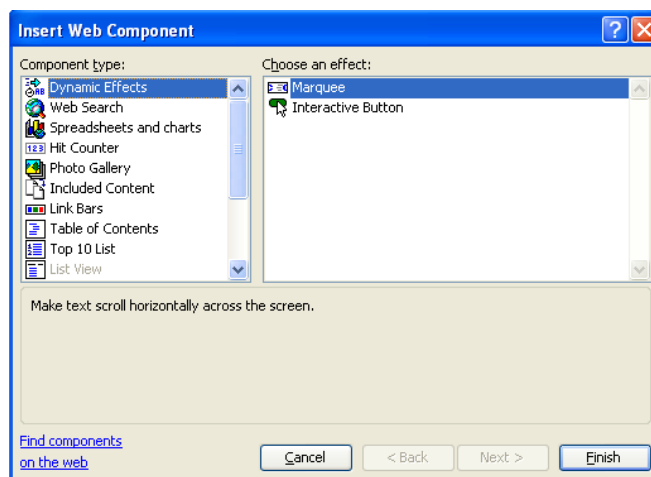 Insert Web Component
Component type:
Choose an effect:
Dynamic Effects
Web Search
Spreadsheets and charts
Hit Counter
Photo Gallery
Included Content
Link Bars
Table of Contents
Top 10 List
List View
Marquee
Interactive Button
Make text scroll horizontally across the screen.
Find components
on the web
Cancel
< Back
Next >
Finish